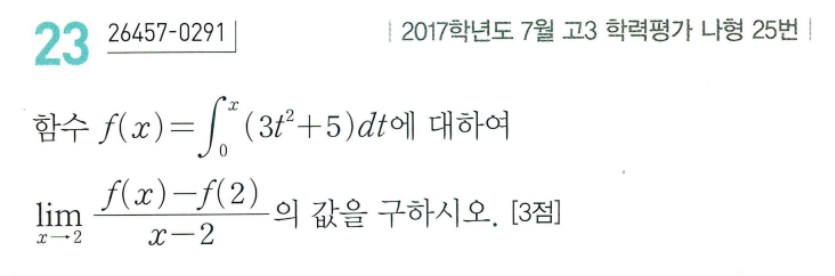 23 26457-0291 | 2017학년도 7월 고3 학력평가 나형 25번 |
함수 f(x)=∫₀ˣ(3t²+5)dt에 대하여
lim_{x→2} (f(x)-f(2))/(x-2) 의 값을 구하시오. [3점]